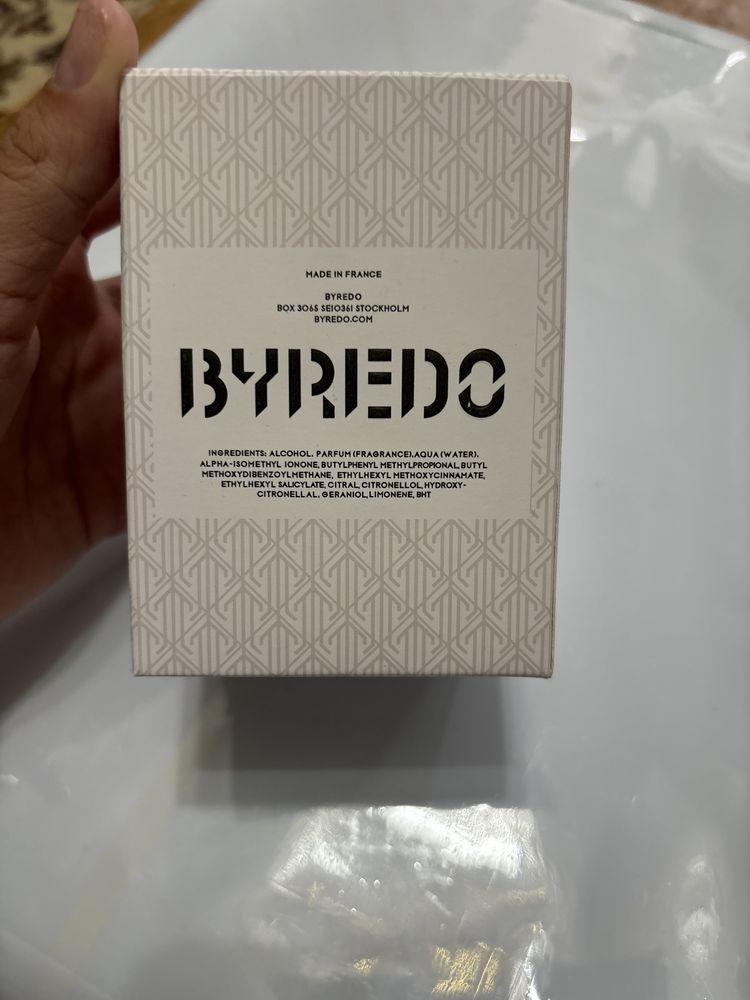 MADE IN FRANCE
BYREDO
BOX 3065 SE10361 STOCKHOLM
BYREDO.COM
BYREDO
INGREDIENTS: ALCOHOL, PARFUM (FRAGRANCE), AQUA (WATER),
ALPHA-ISOMETHYL IONONE, BUTYLPHENYL METHYLPROPIONAL, BUTYL
METHOXYDIBENZOYLMETHANE, ETHYLHEXYL METHOXYCINNAMATE,
ETHYLHEXYL SALICYLATE, CITRAL, CITRONELLOL, HYDROXY-
CITRONELLAL, GERANIOL, LIMONENE, BHT